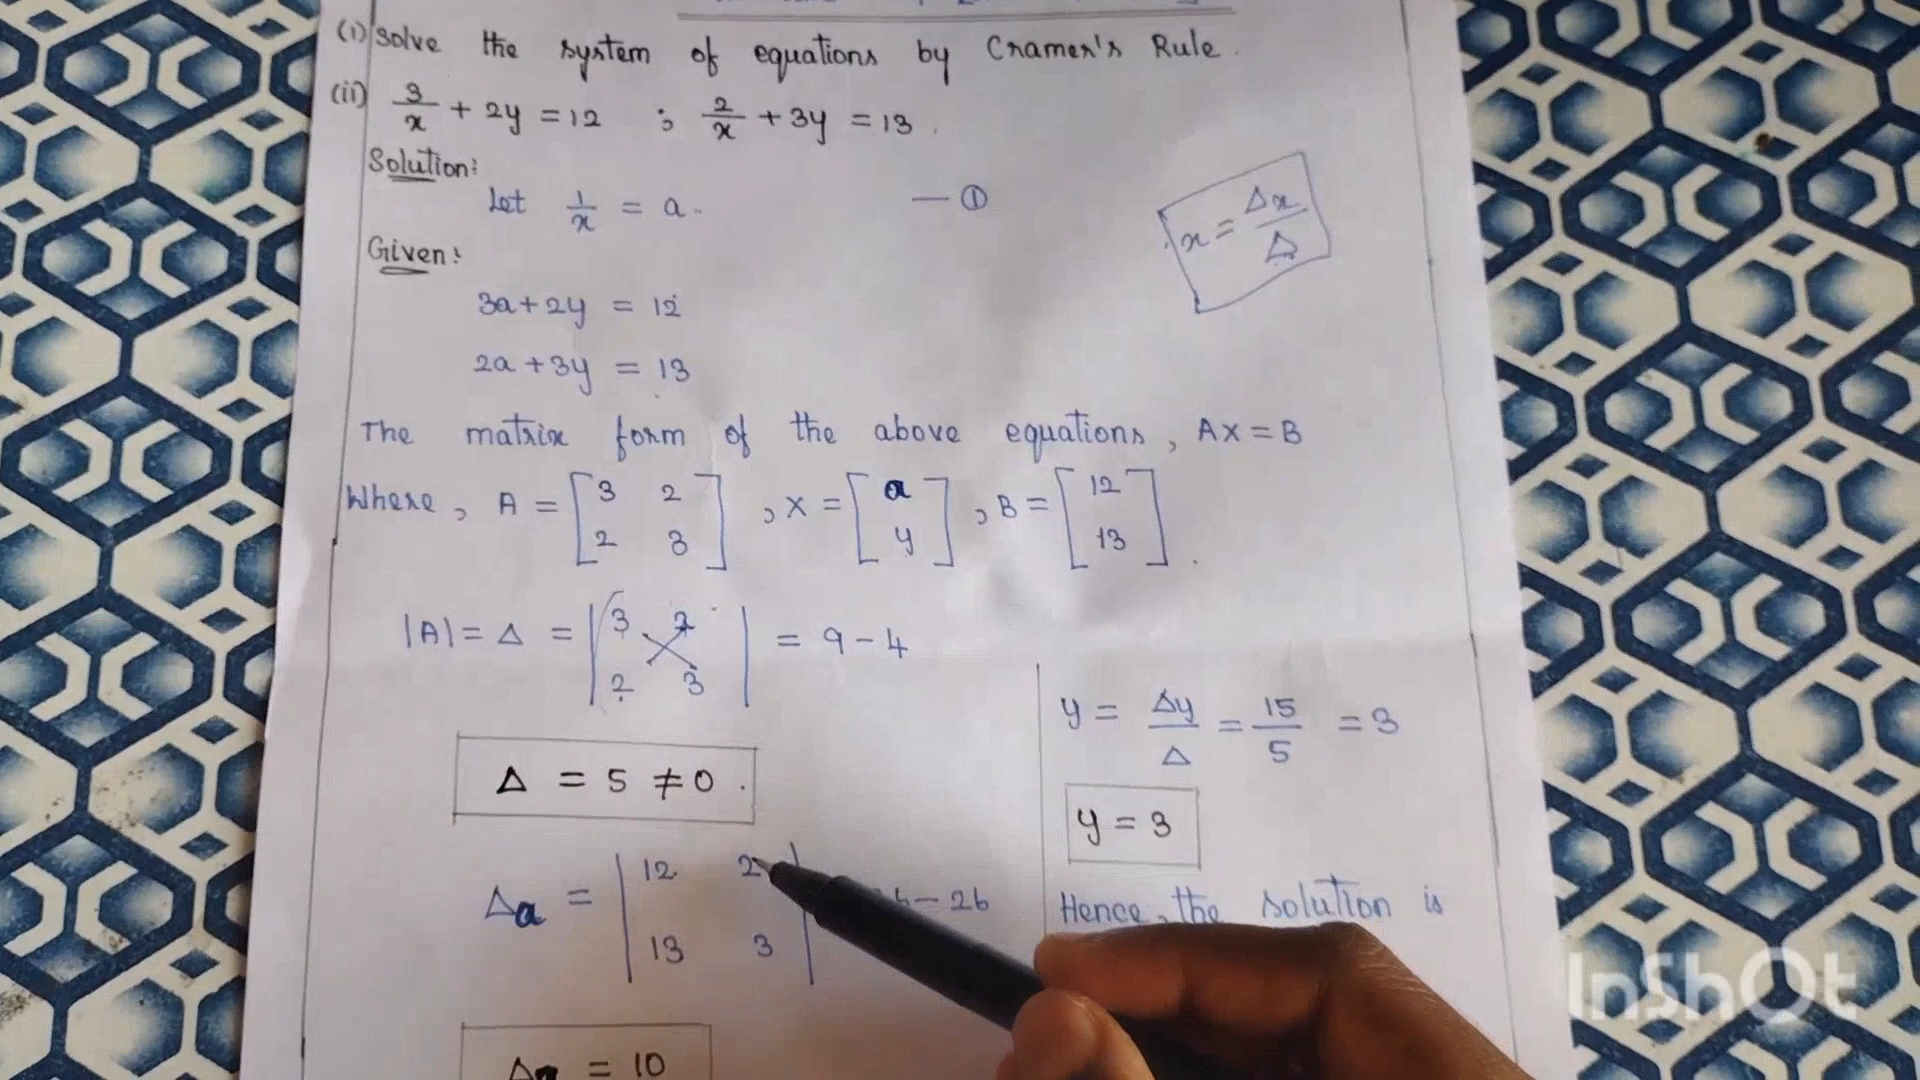 (i) Solve the system of equations by Cramer's Rule.
(ii) 3/x + 2y = 12 ; 2/x + 3y = 13.
Solution:
Let 1/x = a. — ①
x = Δx/Δ
Given:
3a + 2y = 12
2a + 3y = 13
The matrix form of the above equations, AX = B
Where, A = [3 2; 2 3], X = [a; y], B = [12; 13].
|A| = Δ = |3 2; 2 3| = 9 - 4
Δ = 5 ≠ 0.
Δa = |12 2; 13 3| - 26
Δa = 10
y = Δy/Δ = 15/5 = 3
y = 3
Hence, the solution is
InShOt